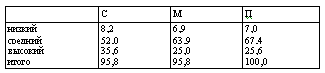 С М Д
низкий 8,2 6,9 7,0
средний 52,0 63,9 67,4
высокий 35,6 25,0 25,6
итого 95,8 95,8 100,0